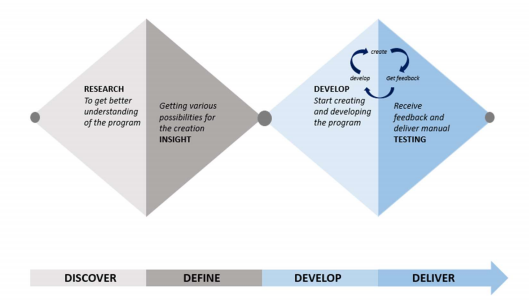 RESEARCH
To get better
understanding
of the program
Getting various
possibilities for
the creation
INSIGHT
DEVELOP
Start creating
and developing
the program
create
develop
Get feedback
Receive
feedback and
deliver manual
TESTING
DISCOVER
DEFINE
DEVELOP
DELIVER